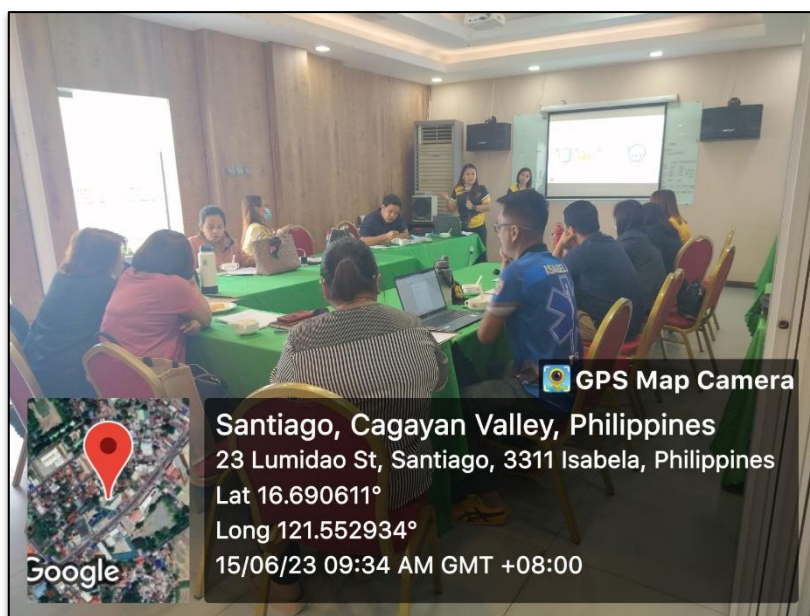 ISABELA
GPS Map Camera
Santiago, Cagayan Valley, Philippines
23 Lumidao St, Santiago, 3311 Isabela, Philippines
Lat 16.690611°
Long 121.552934°
15/06/23 09:34 AM GMT +08:00
Google